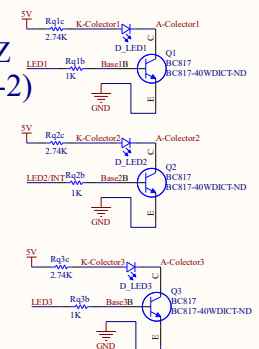 5V Rq1c K-Colector1 A-Colector1
2.74K
D_LED1
C
Z
Q1
LED1 Rq1b Base1B
BC817
1K
BC817-40WDICT-ND
-2)
E
GND
5V Rq2c K-Colector2 A-Colector2
2.74K
D_LED2
C
Q2
LED2/INT Rq2b Base2B
BC817
1K
BC817-40WDICT-ND
E
GND
5V Rq3c K-Colector3 A-Colector3
2.74K
D_LED3
C
Q3
LED3 Rq3b Base3B
BC817
1K
BC817-40WDICT-ND
E
GND